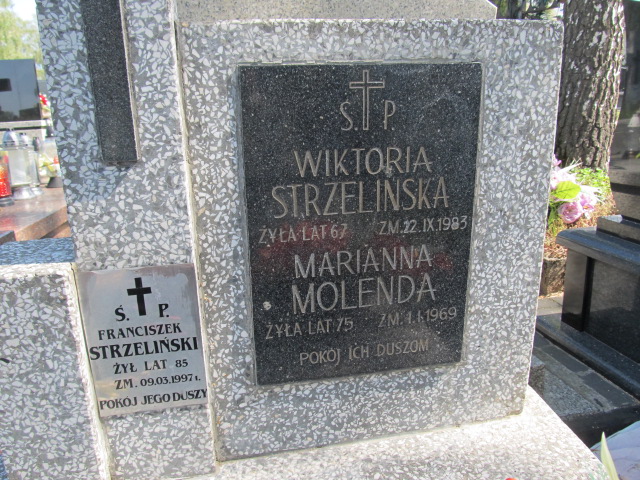 Ś. P.
WIKTORIA
STRZELIŃSKA
ŻYŁA LAT 67 ZM. 22.IX.1983
MARIANNA
MOLENDA
ŻYŁA LAT 75 ZM. 1.I.1969
POKÓJ ICH DUSZOM
Ś. P.
FRANCISZEK
STRZELIŃSKI
ŻYŁ LAT 85
ZM. 09.03.1997 r.
POKÓJ JEGO DUSZY